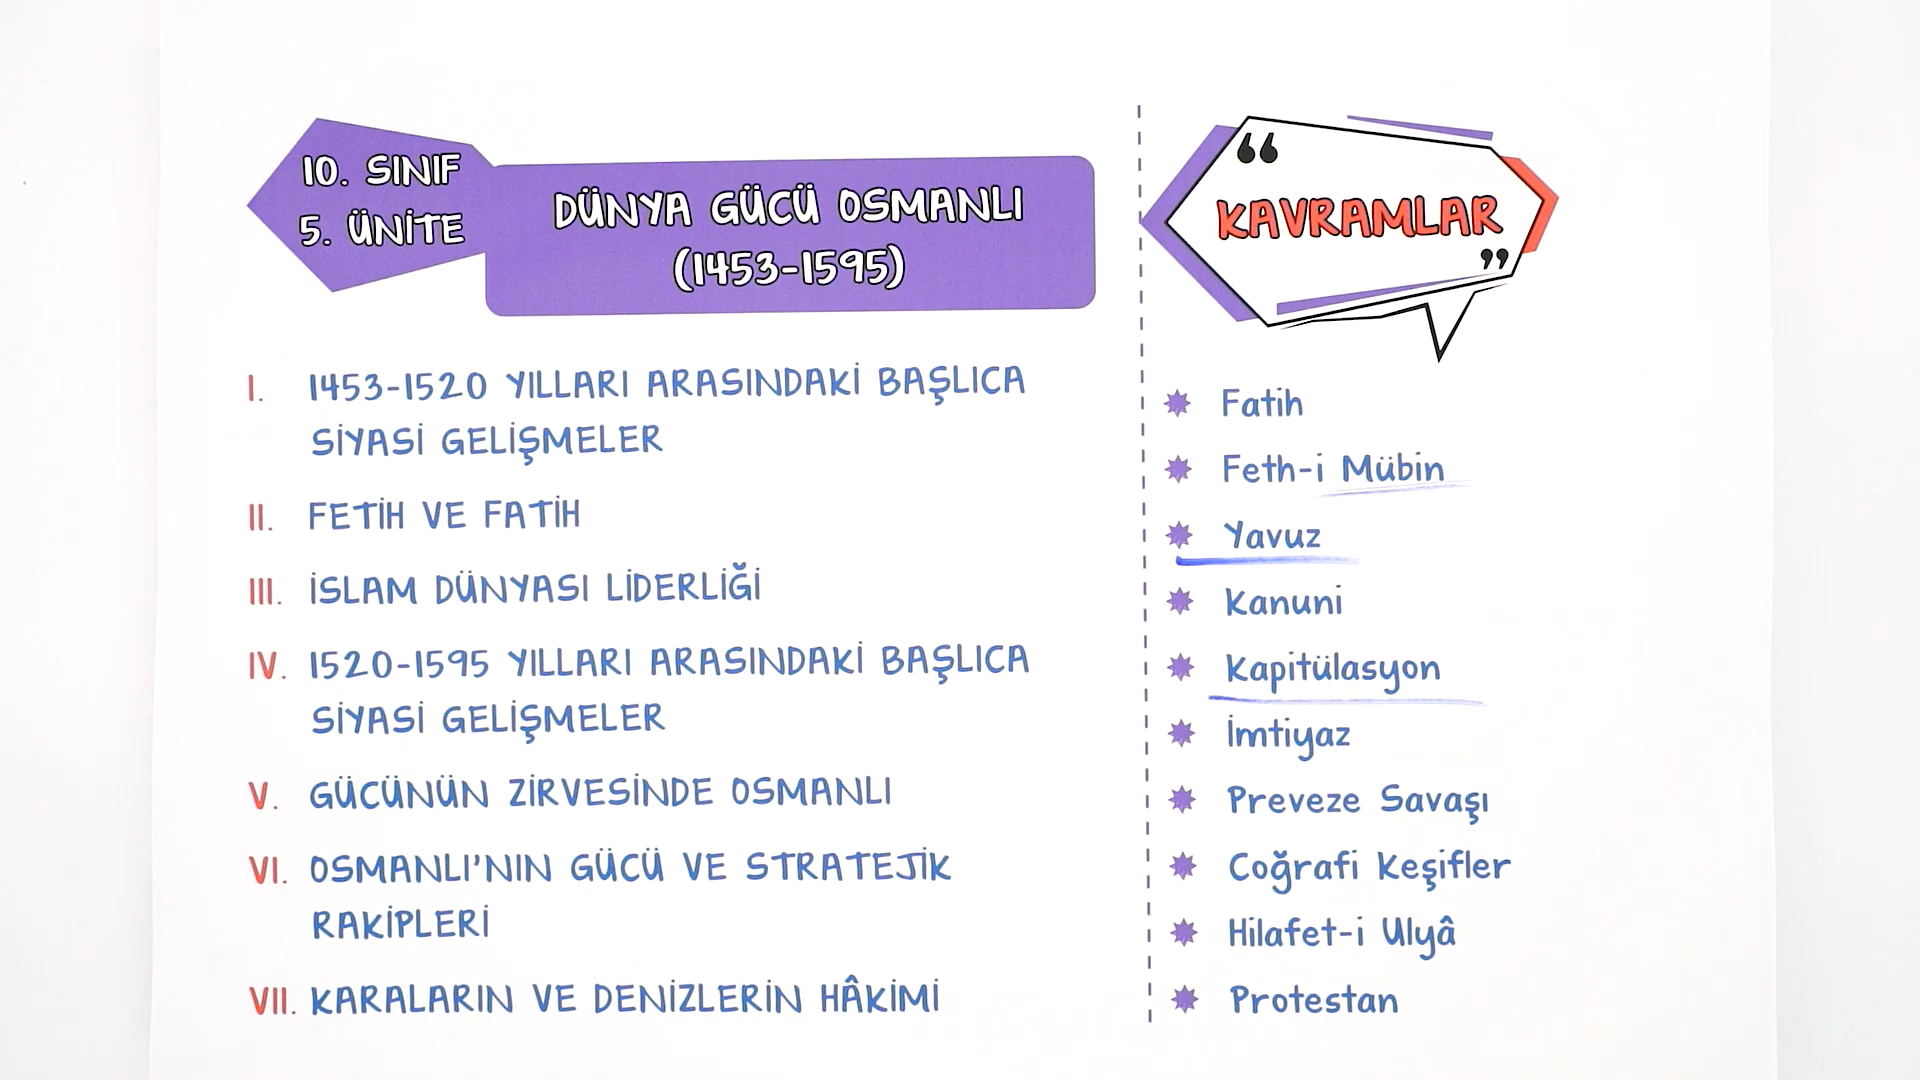 10. SINIF
5. ÜNİTE
DÜNYA GÜCÜ OSMANLI
(1453-1595)
I. 1453-1520 YILLARI ARASINDAKİ BAŞLICA
SİYASİ GELİŞMELER
II. FETİH VE FATİH
III. İSLAM DÜNYASI LİDERLİĞİ
IV. 1520-1595 YILLARI ARASINDAKİ BAŞLICA
SİYASİ GELİŞMELER
V. GÜCÜNÜN ZİRVESİNDE OSMANLI
VI. OSMANLI'NIN GÜCÜ VE STRATEJİK
RAKİPLERİ
VII. KARALARIN VE DENİZLERİN HÂKİMİ
“
KAVRAMLAR
”
Fatih
Feth-i Mübin
Yavuz
Kanuni
Kapitülasyon
İmtiyaz
Preveze Savaşı
Coğrafi Keşifler
Hilafet-i Ulyâ
Protestan